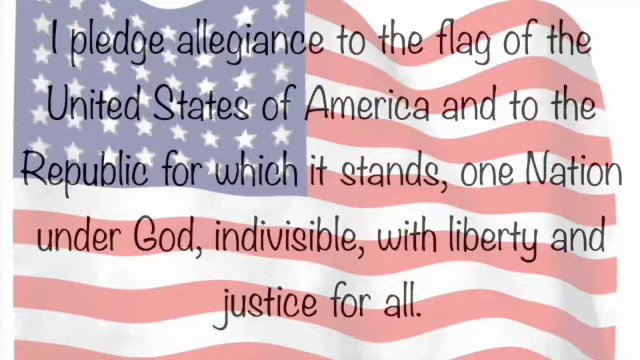 I pledge allegiance to the flag of the
United States of America and to the
Republic for which it stands, one Nation
under God, indivisible, with liberty and
justice for all.